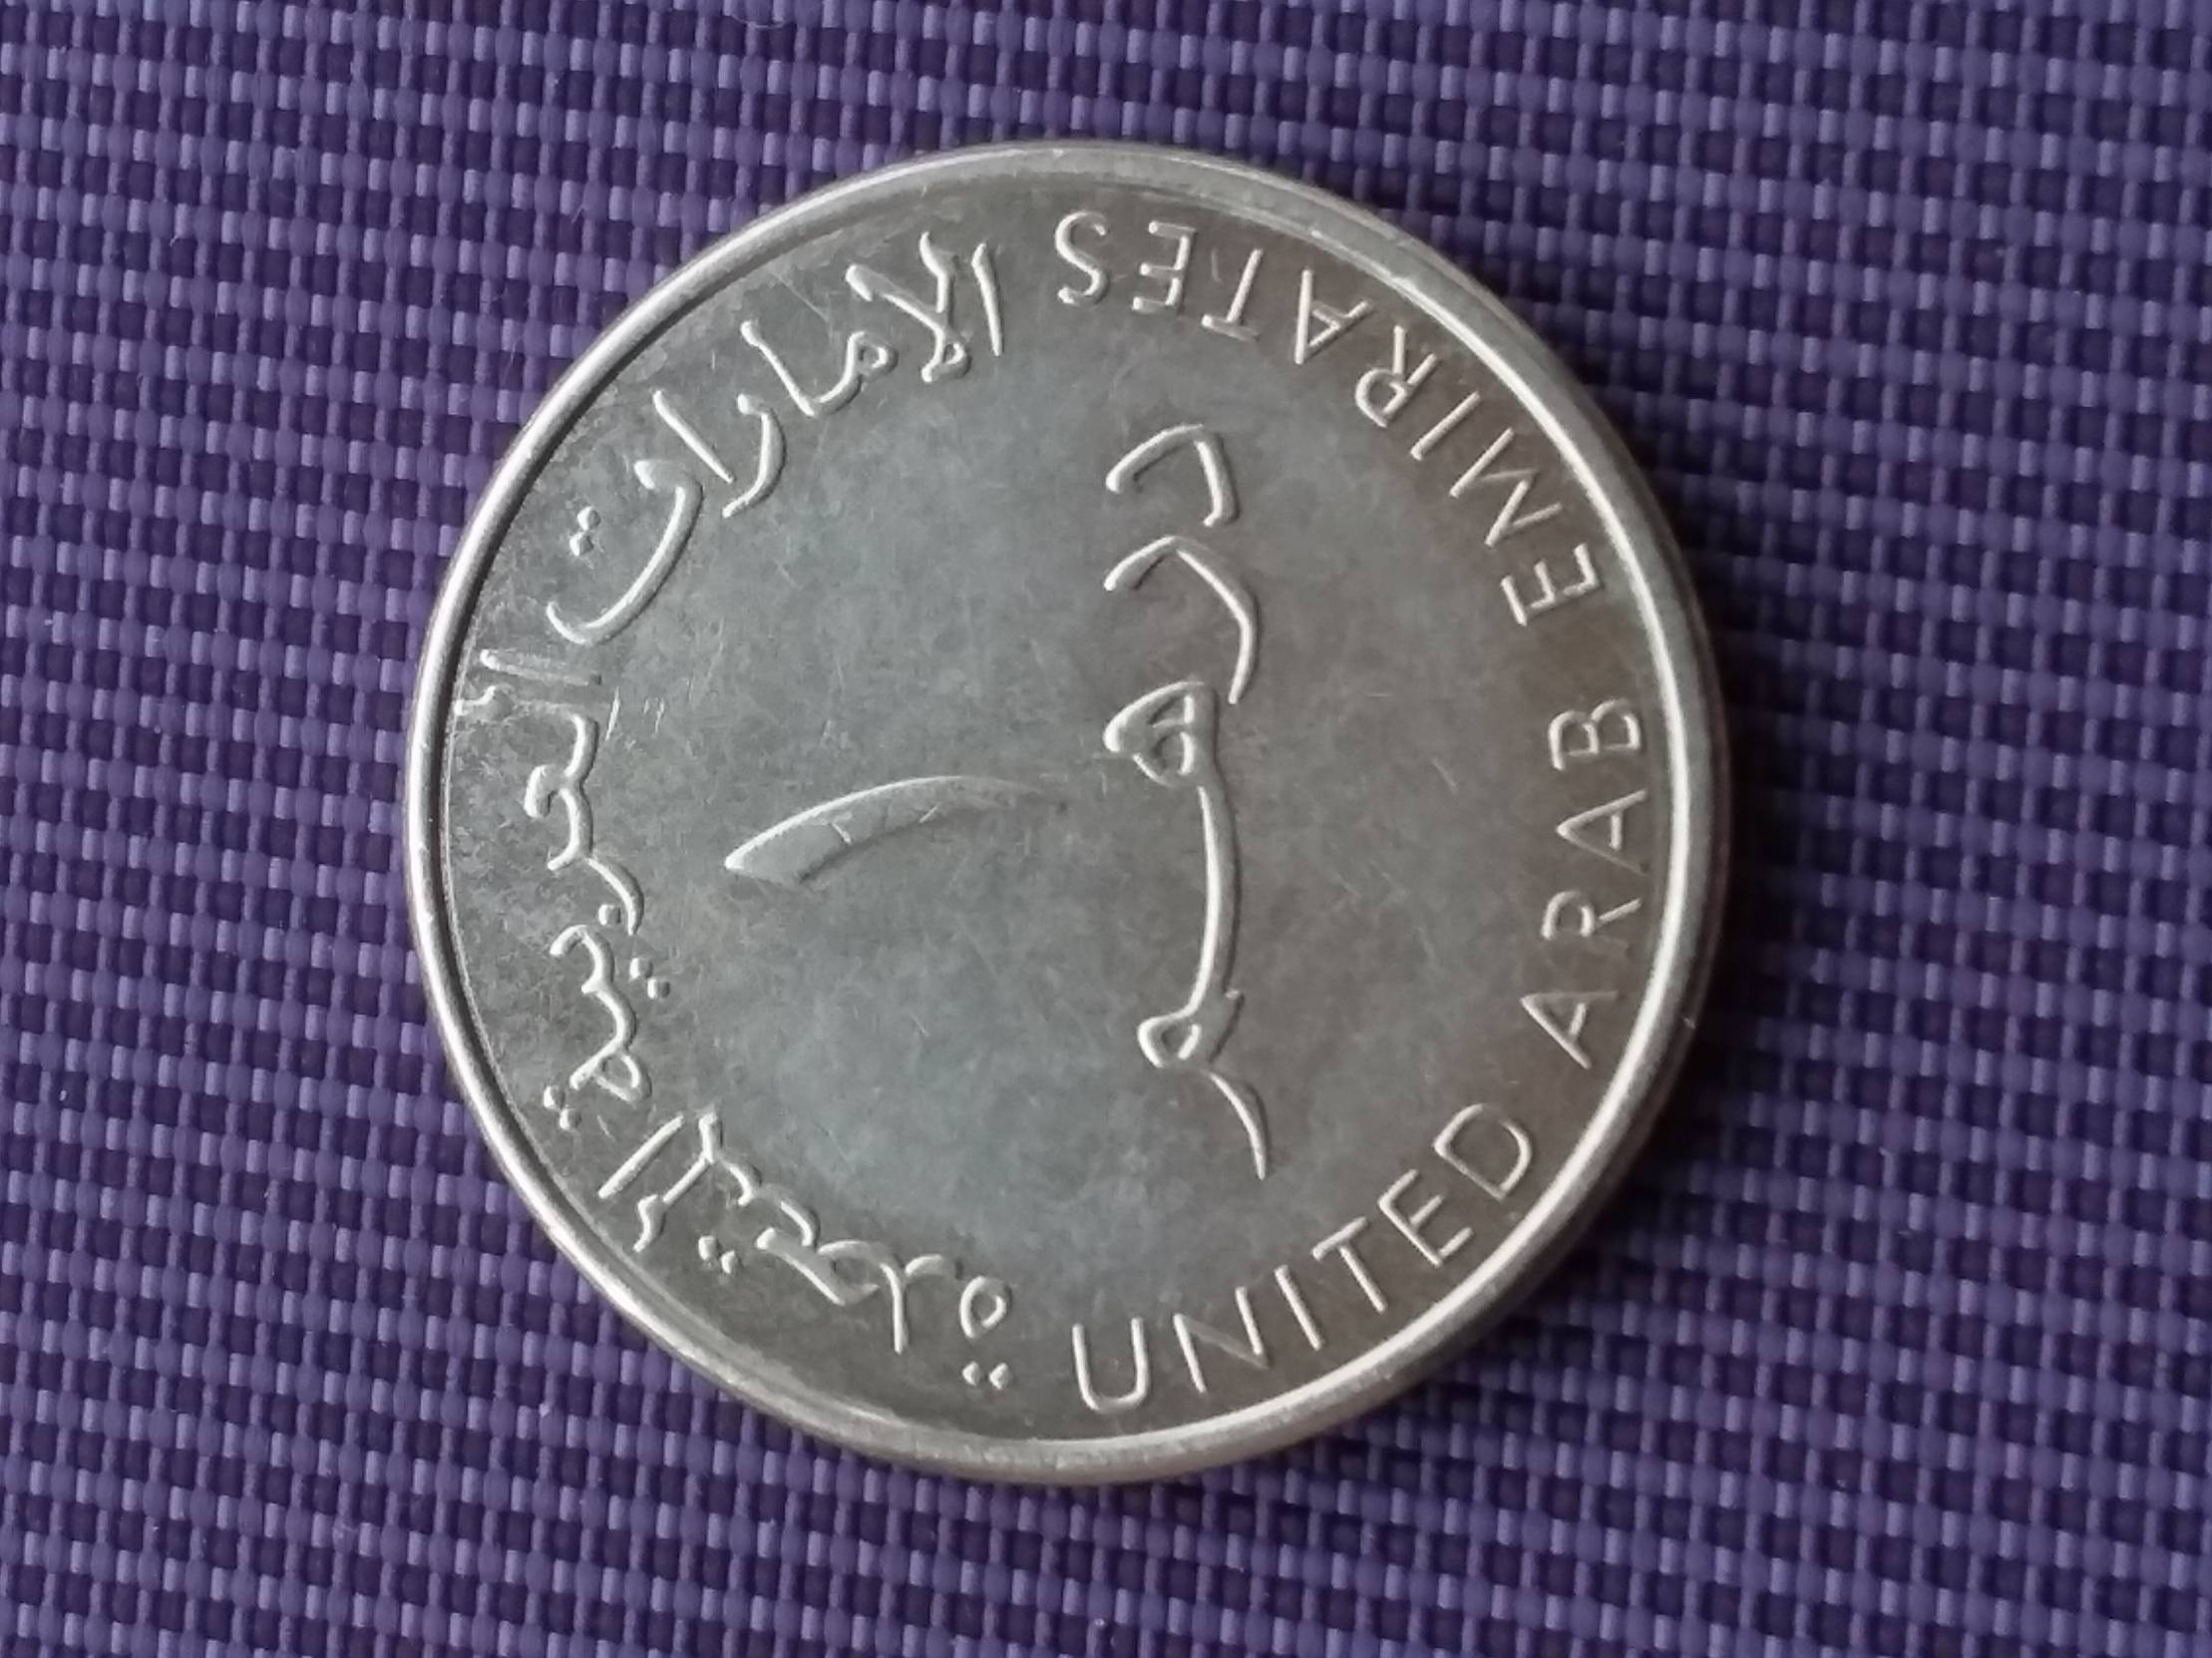 الإمارات العربية المتحدة
١
درهم
UNITED ARAB EMIRATES